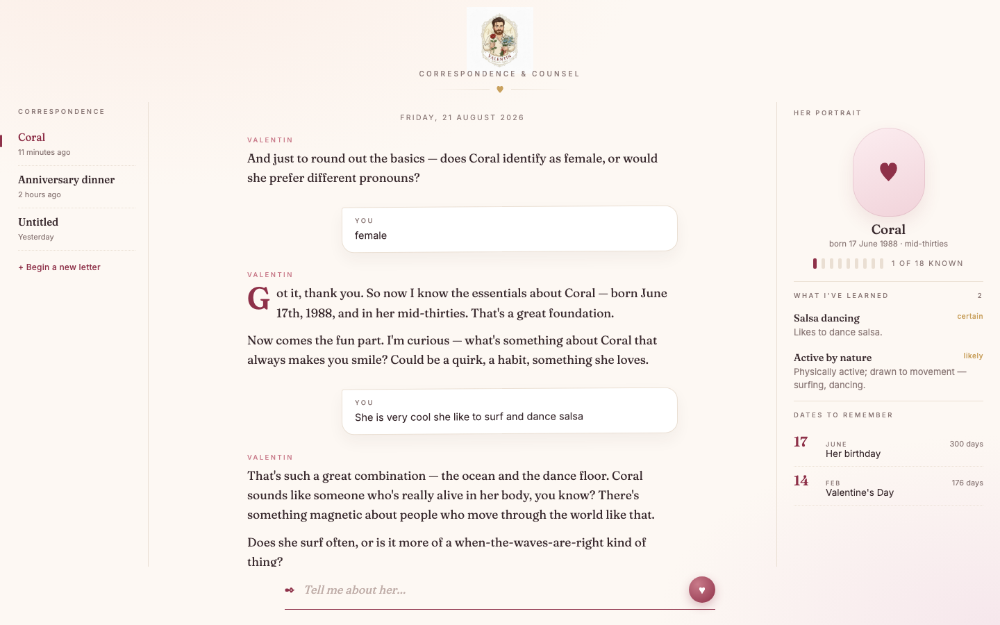 VALENTIN
CORRESPONDENCE & COUNSEL
CORRESPONDENCE
Coral
11 minutes ago
Anniversary dinner
2 hours ago
Untitled
Yesterday
+ Begin a new letter
FRIDAY, 21 AUGUST 2026
VALENTIN
And just to round out the basics — does Coral identify as female, or would
she prefer different pronouns?
YOU
female
VALENTIN
Got it, thank you. So now I know the essentials about Coral — born June
17th, 1988, and in her mid-thirties. That's a great foundation.
Now comes the fun part. I'm curious — what's something about Coral that
always makes you smile? Could be a quirk, a habit, something she loves.
YOU
She is very cool she like to surf and dance salsa
VALENTIN
That's such a great combination — the ocean and the dance floor. Coral
sounds like someone who's really alive in her body, you know? There's
something magnetic about people who move through the world like that.
Does she surf often, or is it more of a when-the-waves-are-right kind of
thing?
Tell me about her...
HER PORTRAIT
Coral
born 17 June 1988 · mid-thirties
1 OF 18 KNOWN
WHAT I'VE LEARNED 2
Salsa dancing certain
Likes to dance salsa.
Active by nature likely
Physically active; drawn to movement —
surfing, dancing.
DATES TO REMEMBER
17 JUNE 300 days
Her birthday
14 FEB 176 days
Valentine's Day